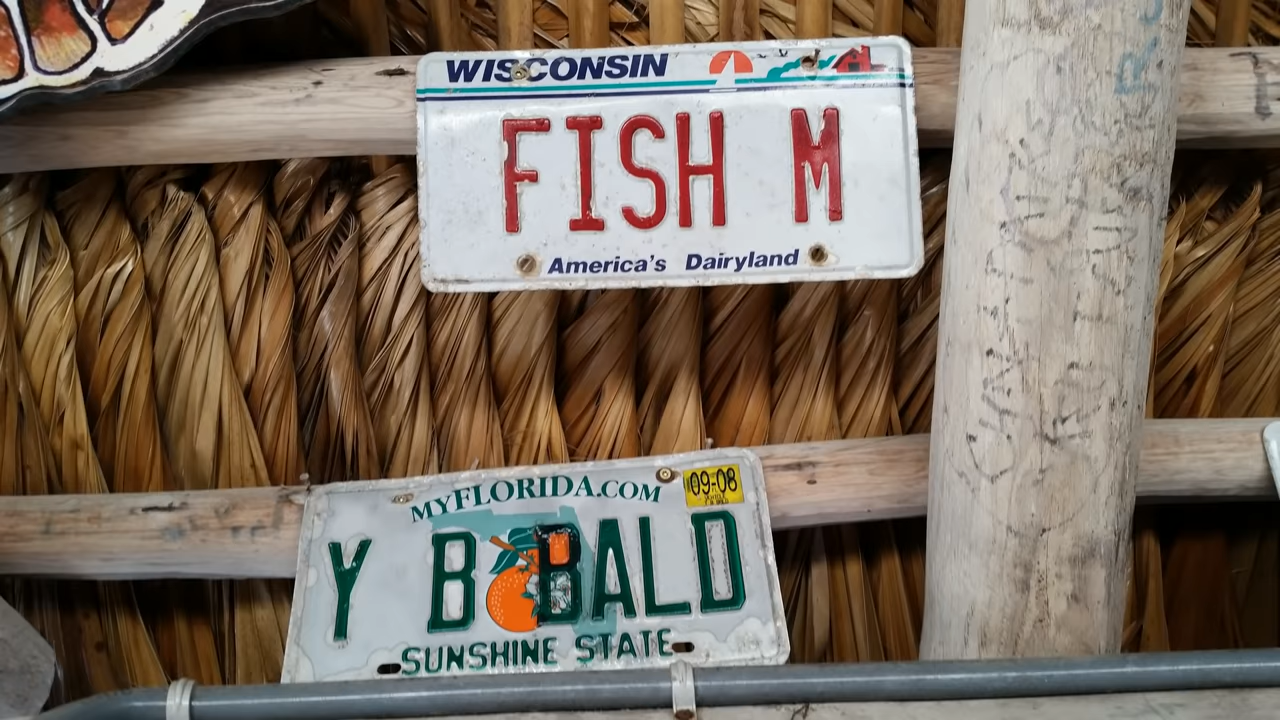 WISCONSIN
FISH M
America's Dairyland
MYFLORIDA.COM
09-08
Y B BALD
SUNSHINE STATE